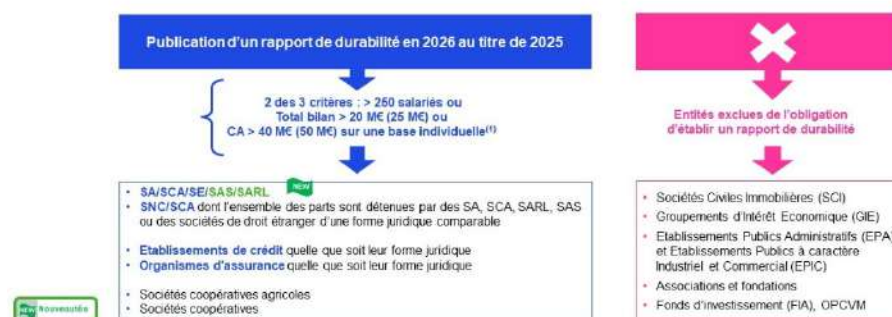 Publication d'un rapport de durabilité en 2026 au titre de 2025
2 des 3 critères : > 250 salariés ou
Total bilan > 20 M€ (25 M€) ou
CA > 40 M€ (50 M€) sur une base individuelle(1)
• SA/SCA/SE/SAS/SARL NEW
• SNC/SCA dont l'ensemble des parts sont détenues par des SA, SCA, SARL, SAS
ou des sociétés de droit étranger d'une forme juridique comparable
• Etablissements de crédit quelle que soit leur forme juridique
• Organismes d'assurance quelle que soit leur forme juridique
• Sociétés coopératives agricoles
• Sociétés coopératives
NEW Nouveautés
Entités exclues de l'obligation
d'établir un rapport de durabilité
• Sociétés Civiles Immobilières (SCI)
• Groupements d'Intérêt Economique (GIE)
• Etablissements Publics Administratifs (EPA)
et Etablissements Publics à caractère
Industriel et Commercial (EPIC)
• Associations et fondations
• Fonds d'investissement (FIA), OPCVM